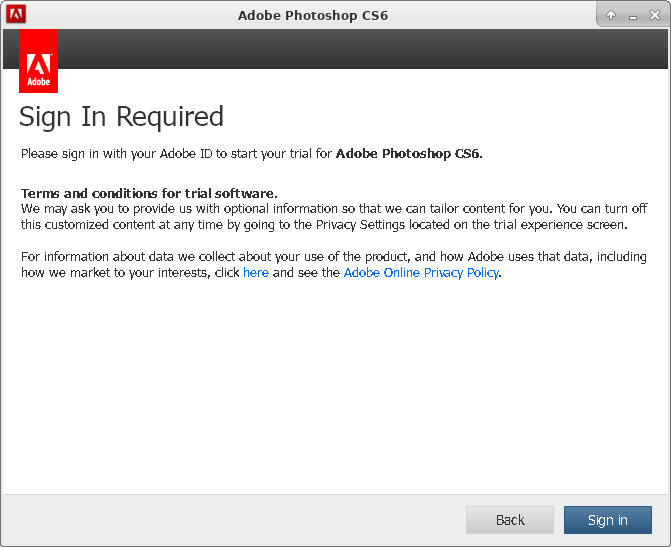 Adobe Photoshop CS6
Adobe
Sign In Required
Please sign in with your Adobe ID to start your trial for Adobe Photoshop CS6.
Terms and conditions for trial software.
We may ask you to provide us with optional information so that we can tailor content for you. You can turn off
this customized content at any time by going to the Privacy Settings located on the trial experience screen.
For information about data we collect about your use of the product, and how Adobe uses that data, including
how we market to your interests, click here and see the Adobe Online Privacy Policy.
Back
Sign in